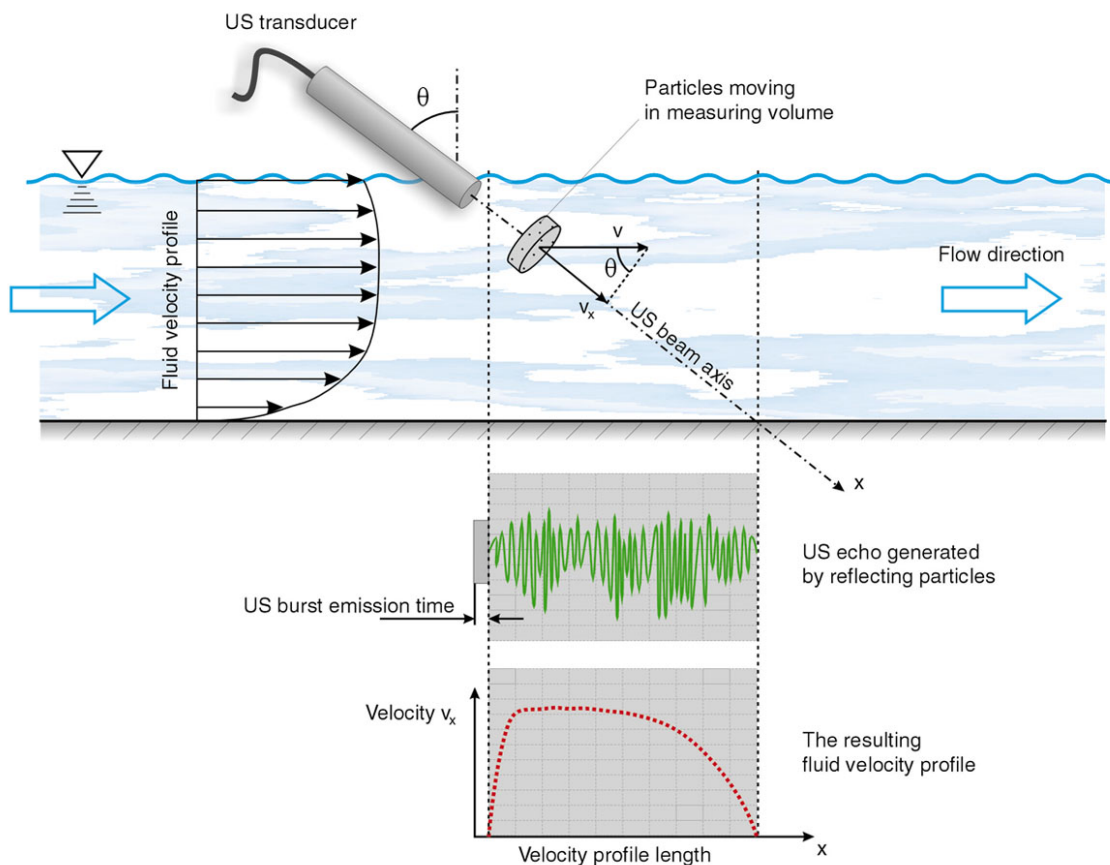 US transducer
θ
Particles moving
in measuring volume
Fluid velocity profile
v
θ
vₓ
US beam axis
Flow direction
x
US echo generated
by reflecting particles
US burst emission time
Velocity vₓ
The resulting
fluid velocity profile
Velocity profile length
x